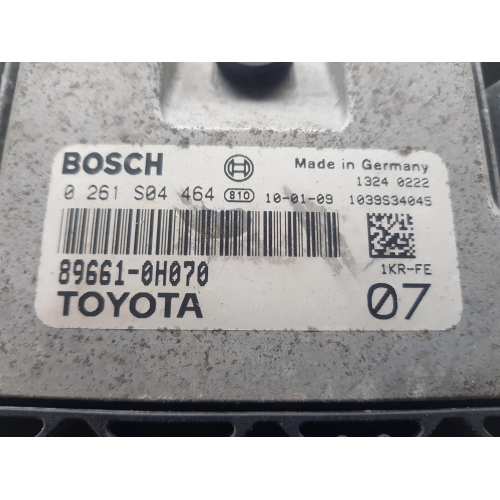 BOSCH Made in Germany
1324 0222
0 261 S04 464 810 10-01-09 1039S34045
89661-0H070 1KR-FE
TOYOTA 07